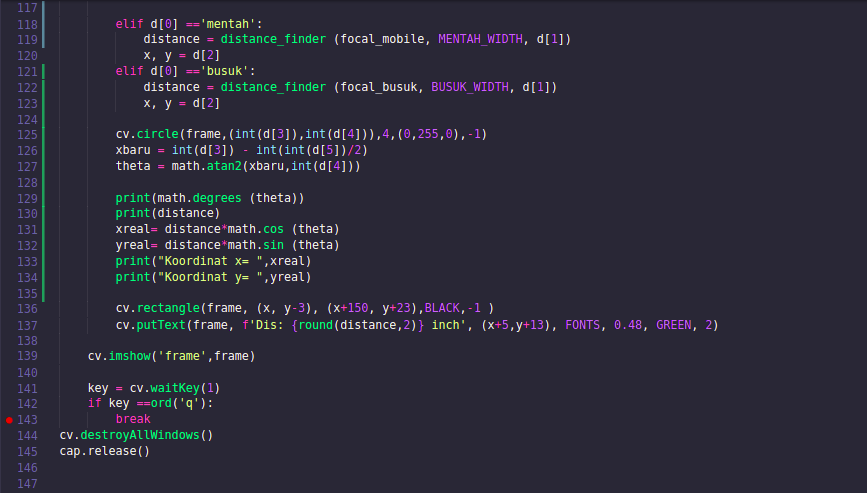 117
118 elif d[0] =='mentah':
119 distance = distance_finder (focal_mobile, MENTAH_WIDTH, d[1])
120 x, y = d[2]
121 elif d[0] =='busuk':
122 distance = distance_finder (focal_busuk, BUSUK_WIDTH, d[1])
123 x, y = d[2]
124
125 cv.circle(frame,(int(d[3]),int(d[4])),4,(0,255,0),-1)
126 xbaru = int(d[3]) - int(int(d[5])/2)
127 theta = math.atan2(xbaru,int(d[4]))
128
129 print(math.degrees (theta))
130 print(distance)
131 xreal= distance*math.cos (theta)
132 yreal= distance*math.sin (theta)
133 print("Koordinat x= ",xreal)
134 print("Koordinat y= ",yreal)
135
136 cv.rectangle(frame, (x, y-3), (x+150, y+23),BLACK,-1 )
137 cv.putText(frame, f'Dis: {round(distance,2)} inch', (x+5,y+13), FONTS, 0.48, GREEN, 2)
138
139 cv.imshow('frame',frame)
140
141 key = cv.waitKey(1)
142 if key ==ord('q'):
143 break
144 cv.destroyAllWindows()
145 cap.release()
146
147